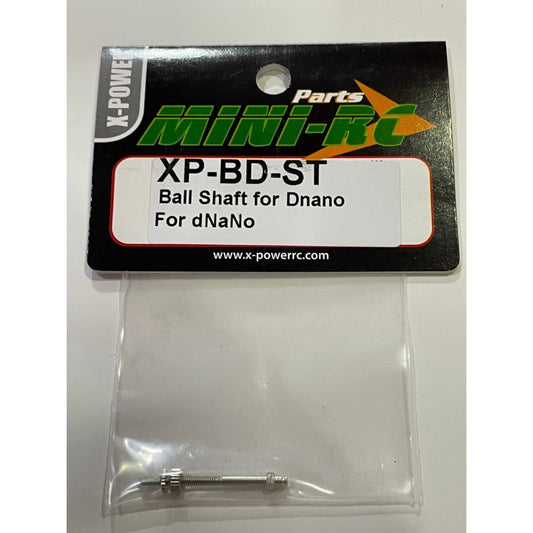 X-POWER
Parts
MINI-RC
XP-BD-ST
Ball Shaft for Dnano
For dNaNo
www.x-powerrc.com